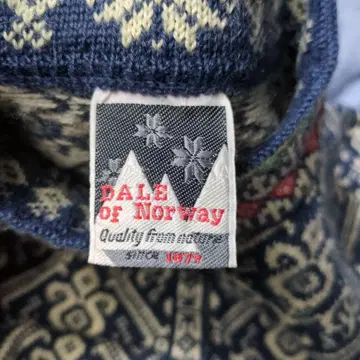 DALE
of Norway
Quality from nature
SINCE 1879